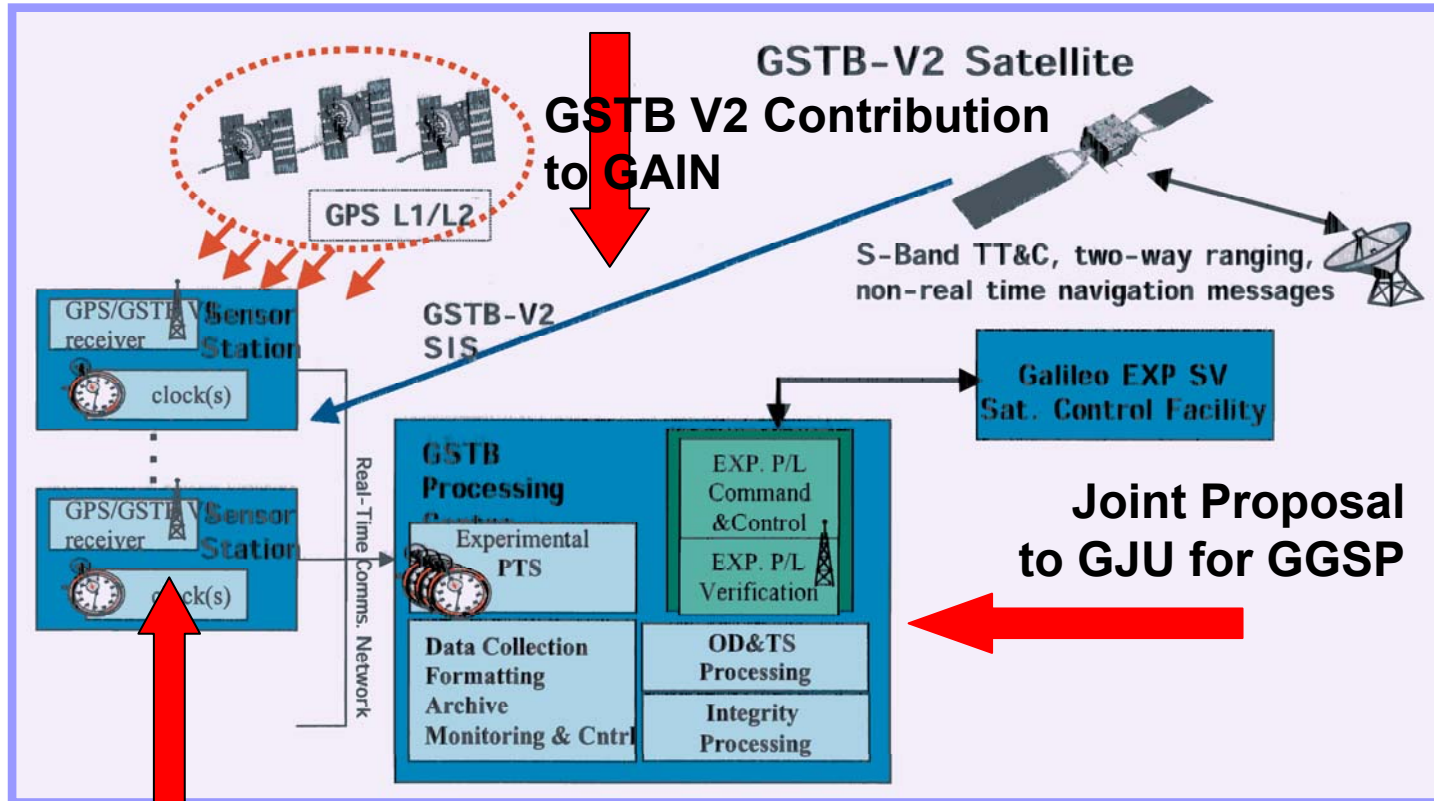 GSTB-V2 Satellite
GSTB V2 Contribution
to GAIN
GPS L1/L2
S-Band TT&C, two-way ranging,
non-real time navigation messages
GSTB-V2
SIS
GPS/GSTB V2
receiver
Sensor
Station
clock(s)
GPS/GSTB V2
receiver
Sensor
Station
clock(s)
Real-Time Comms. Network
GSTB
Processing
Experimental
PTS
Data Collection
Formatting
Archive
Monitoring & Cntrl
EXP. P/L
Command
&Control
EXP. P/L
Verification
OD&TS
Processing
Integrity
Processing
Galileo EXP SV
Sat. Control Facility
Joint Proposal
to GJU for GGSP